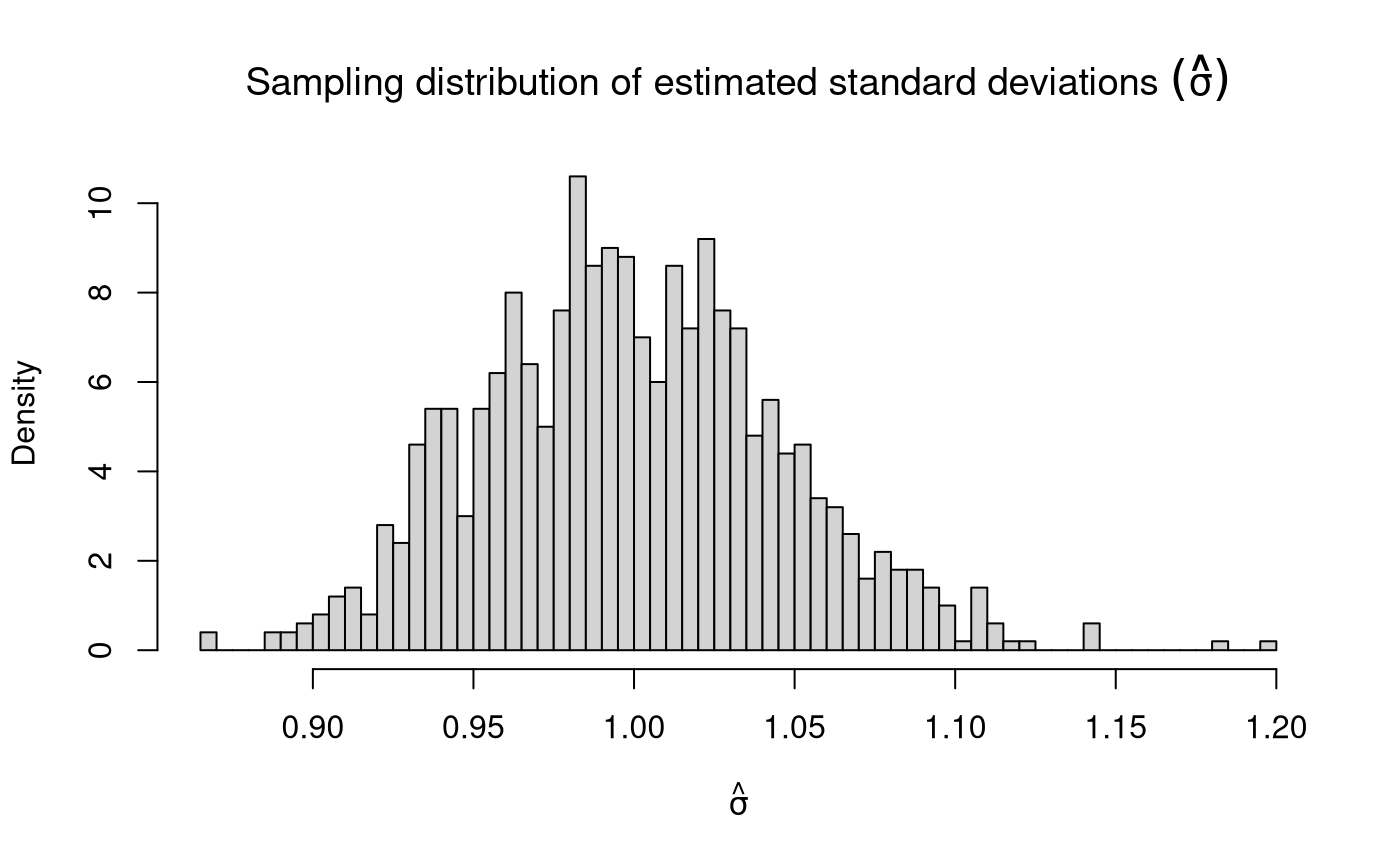 Sampling distribution of estimated standard deviations (σ̂)
10
8
6
4
2
0
Density
0.90 0.95 1.00 1.05 1.10 1.15 1.20
σ̂